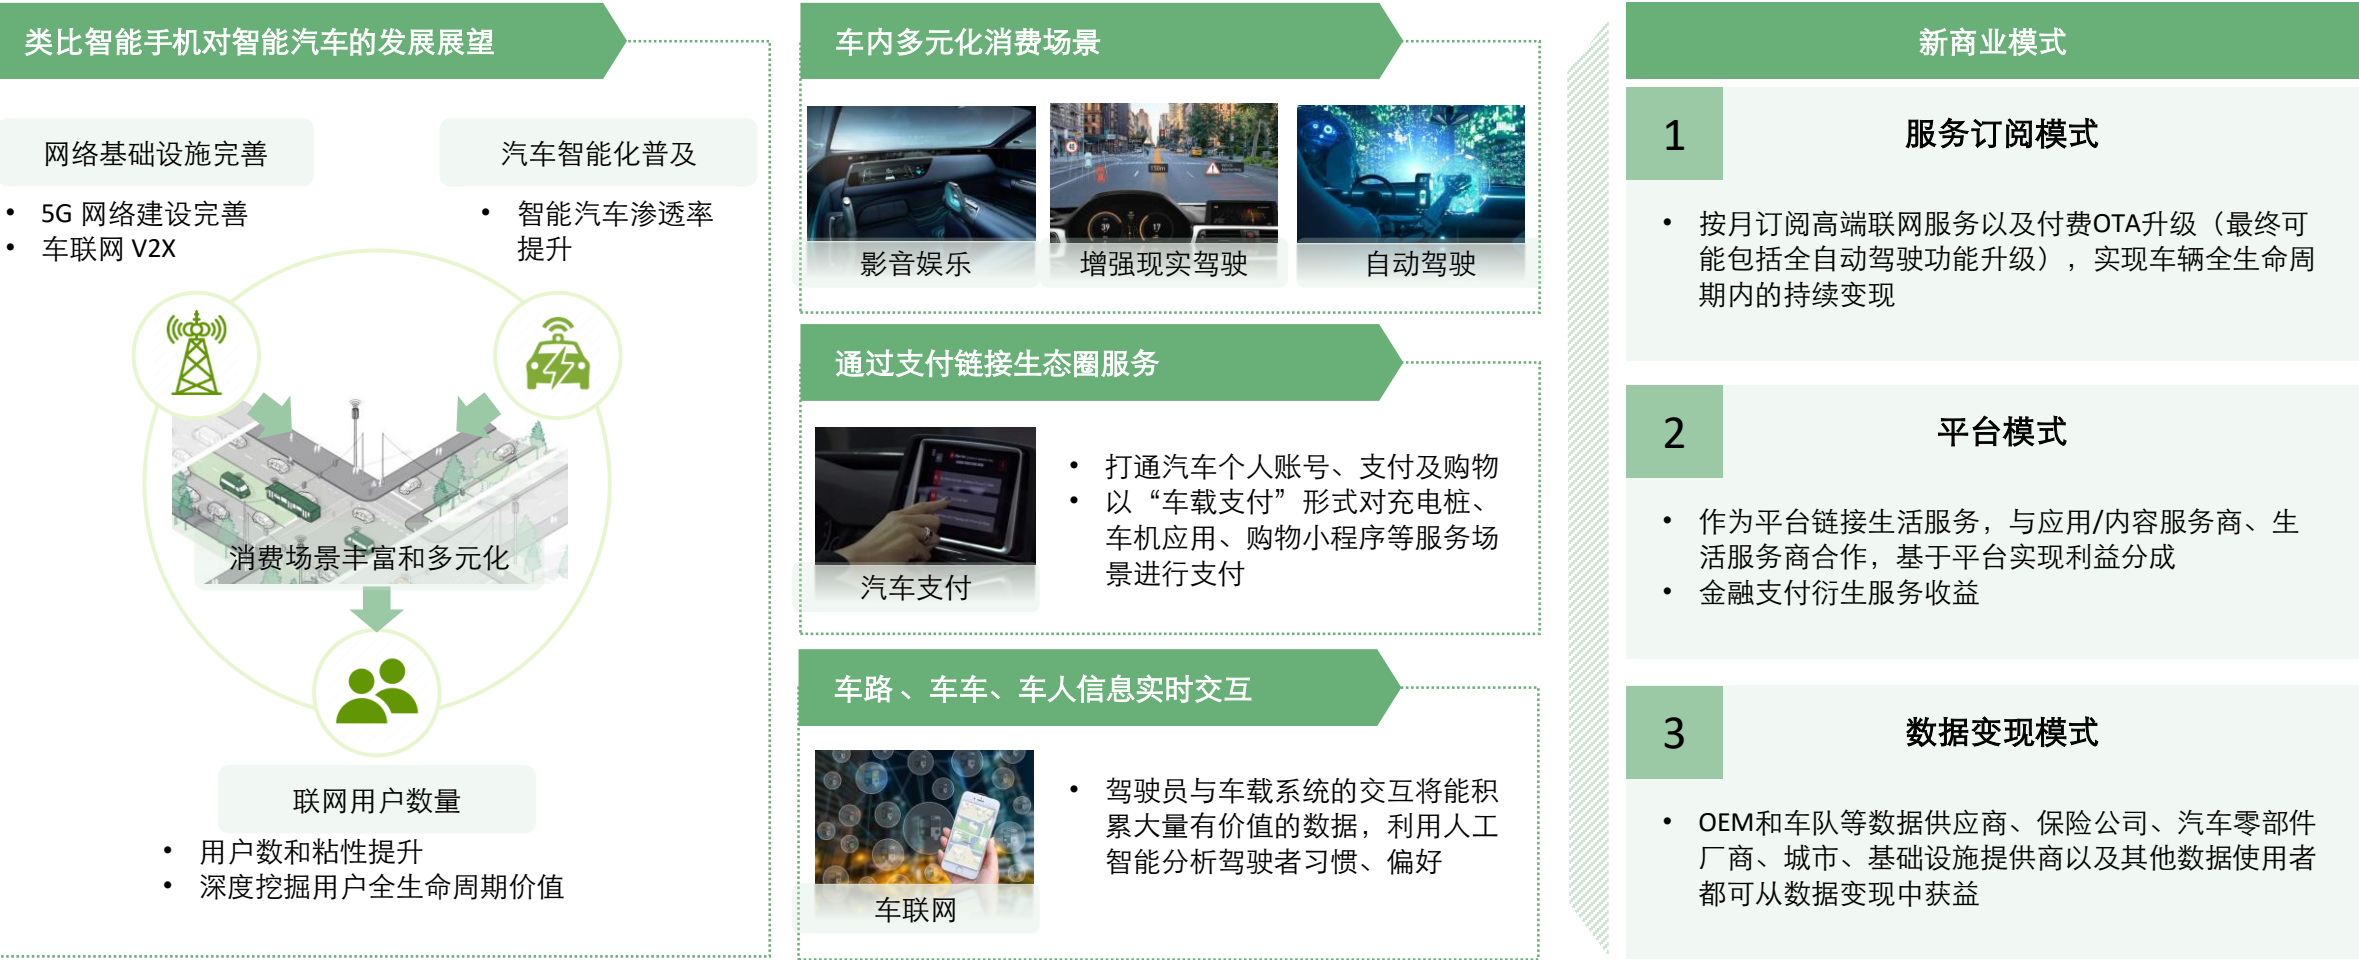 类比智能手机对智能汽车的发展展望
网络基础设施完善
汽车智能化普及
• 5G 网络建设完善
• 车联网 V2X
• 智能汽车渗透率
提升
消费场景丰富和多元化
联网用户数量
• 用户数和粘性提升
• 深度挖掘用户全生命周期价值
车内多元化消费场景
影音娱乐
增强现实驾驶
自动驾驶
通过支付链接生态圈服务
汽车支付
• 打通汽车个人账号、支付及购物
• 以“车载支付”形式对充电桩、
车机应用、购物小程序等服务场
景进行支付
车路 、车车、车人信息实时交互
车联网
• 驾驶员与车载系统的交互将能积
累大量有价值的数据，利用人工
智能分析驾驶者习惯、偏好
新商业模式
1
服务订阅模式
• 按月订阅高端联网服务以及付费OTA升级（最终可
能包括全自动驾驶功能升级），实现车辆全生命周
期内的持续变现
2
平台模式
• 作为平台链接生活服务，与应用/内容服务商、生
活服务商合作，基于平台实现利益分成
• 金融支付衍生服务收益
3
数据变现模式
• OEM和车队等数据供应商、保险公司、汽车零部件
厂商、城市、基础设施提供商以及其他数据使用者
都可从数据变现中获益